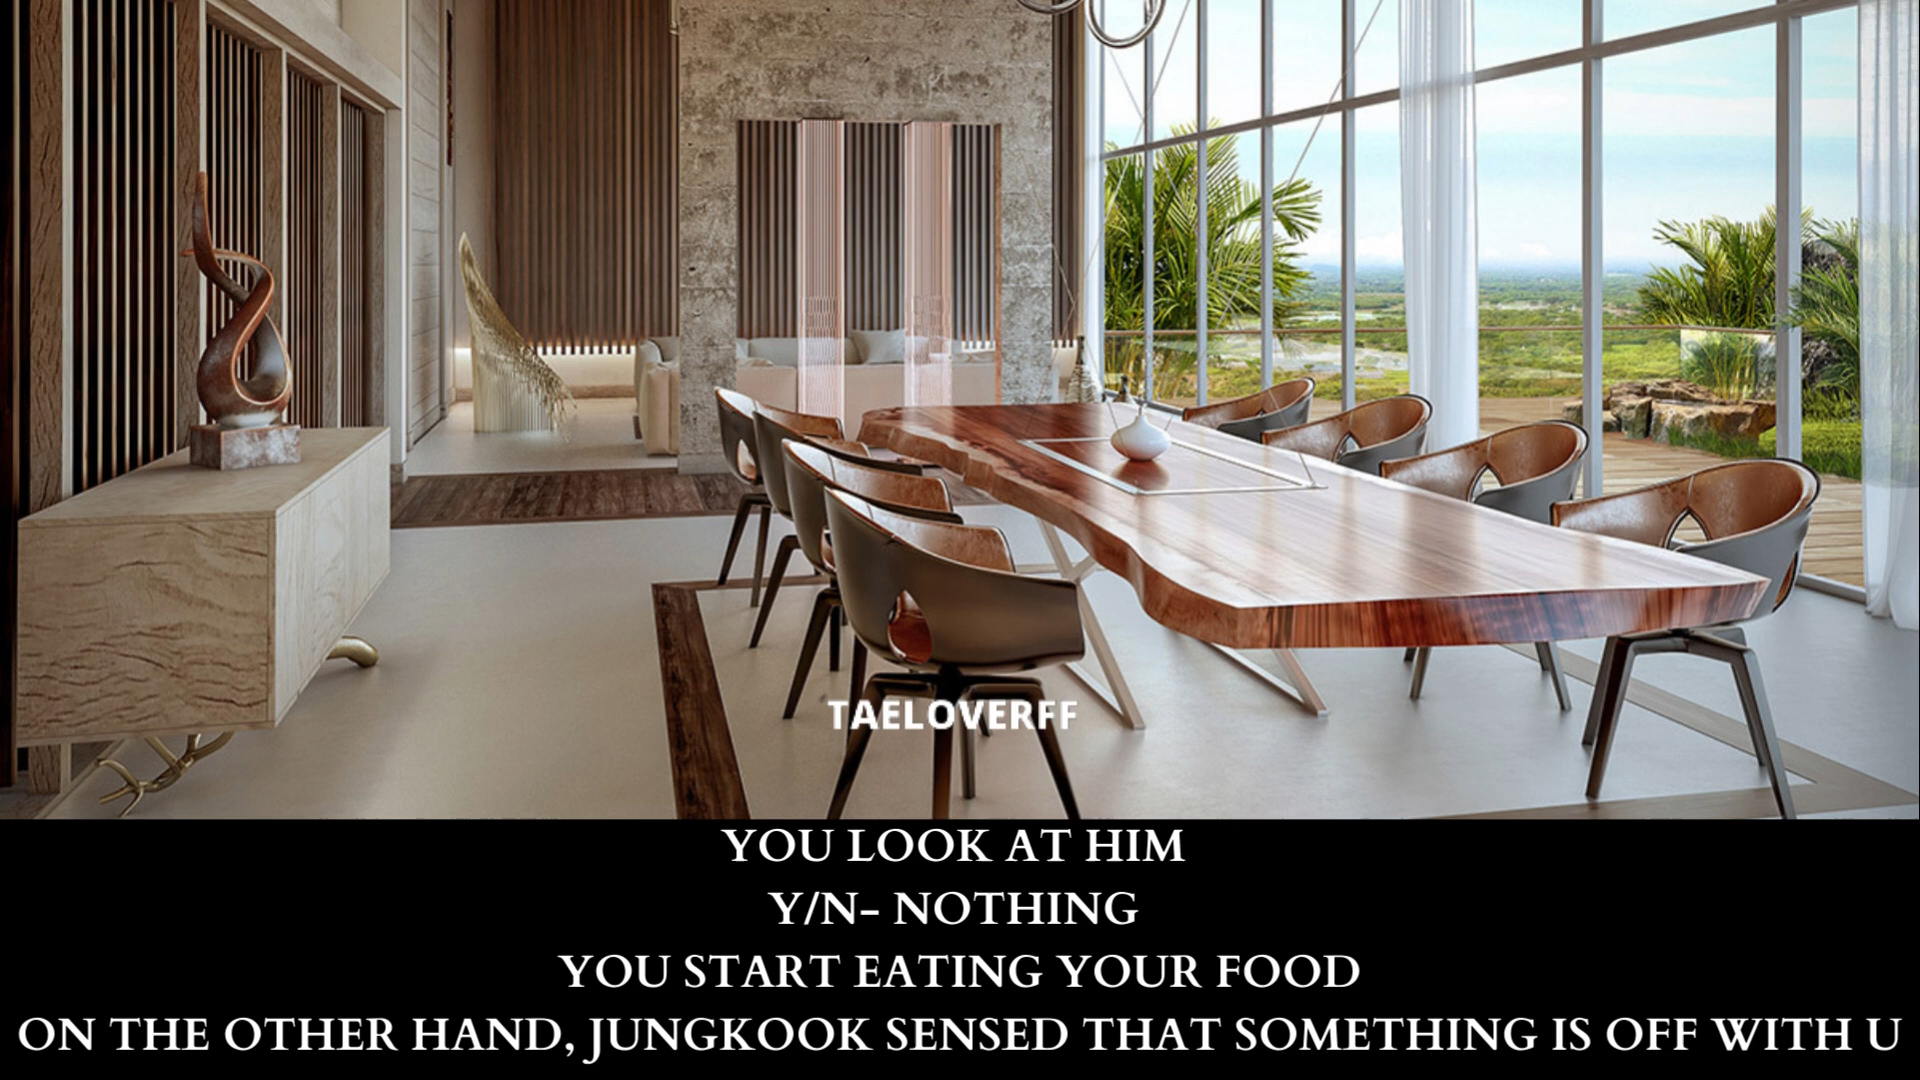 TAELOVERFF
YOU LOOK AT HIM
Y/N- NOTHING
YOU START EATING YOUR FOOD
ON THE OTHER HAND, JUNGKOOK SENSED THAT SOMETHING IS OFF WITH U